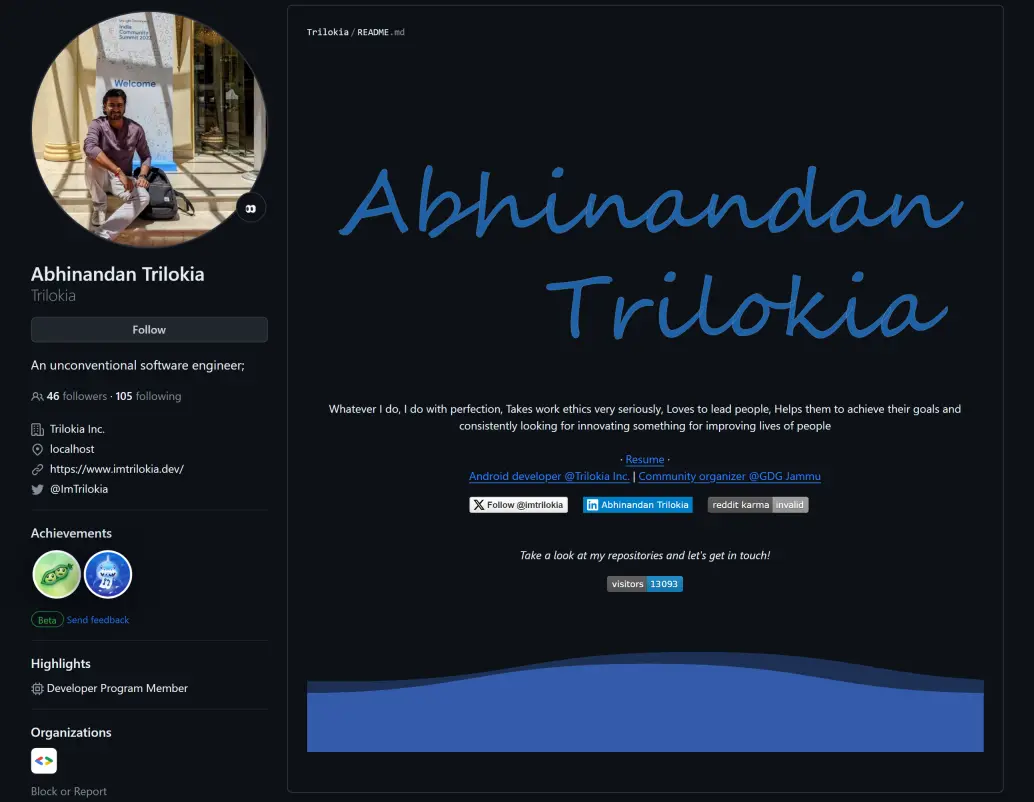 Indie
Community
Welcome
Abhinandan Trilokia
Trilokia
Follow
An unconventional software engineer;
46 followers · 105 following
Trilokia Inc.
localhost
https://www.imtrilokia.dev/
@ImTrilokia
Achievements
Beta Send feedback
Highlights
Developer Program Member
Organizations
Block or Report
Trilokia/README.md
Abhinandan
Trilokia
Whatever I do, I do with perfection, Takes work ethics very seriously, Loves to lead people, Helps them to achieve their goals and
consistently looking for innovating something for improving lives of people
· Resume ·
Android developer @Trilokia Inc. | Community organizer @GDG Jammu
Follow @imtrilokia Abhinandan Trilokia reddit karma invalid
Take a look at my repositories and let's get in touch!
visitors 13093